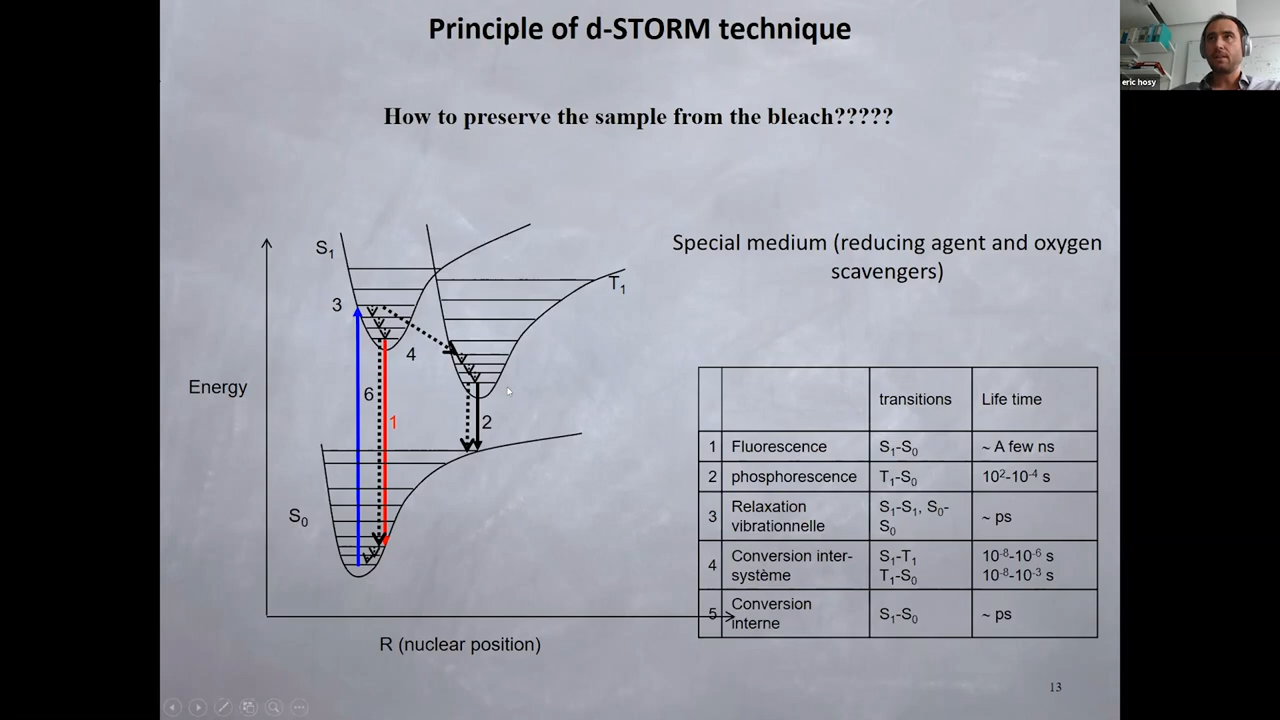 Principle of d-STORM technique
eric hosy
How to preserve the sample from the bleach?????
Special medium (reducing agent and oxygen
scavengers)
S1
T1
3
4
Energy
6
1
2
S0
R (nuclear position)
transitions Life time
1 Fluorescence S1-S0 ~ A few ns
2 phosphorescence T1-S0 10²-10⁻⁴ s
3 Relaxation
vibrationnelle
S1-S1, S0-
S0
~ ps
4 Conversion inter-
système
S1-T1
T1-S0
10⁻⁸-10⁻⁶ s
10⁻⁸-10⁻³ s
5 Conversion
interne
S1-S0
~ ps
13